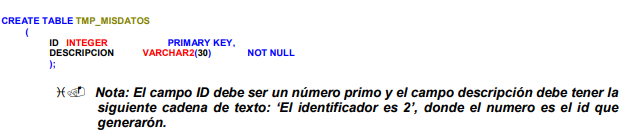 CREATE TABLE TMP_MISDATOS
(
ID INTEGER PRIMARY KEY,
DESCRIPCION VARCHAR2(30) NOT NULL
);
Nota: El campo ID debe ser un número primo y el campo descripción debe tener la
siguiente cadena de texto: ‘El identificador es 2’, donde el numero es el id que
generarón.